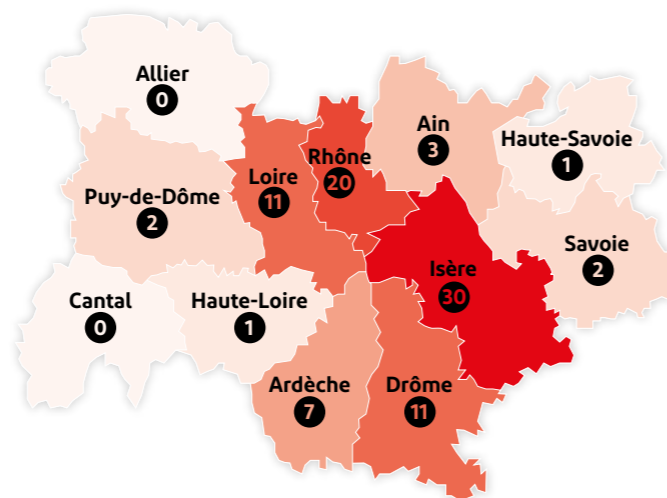 Allier
0
Ain
3
Haute-Savoie
1
Rhône
20
Loire
11
Puy-de-Dôme
2
Savoie
2
Isère
30
Cantal
0
Haute-Loire
1
Ardèche
7
Drôme
11